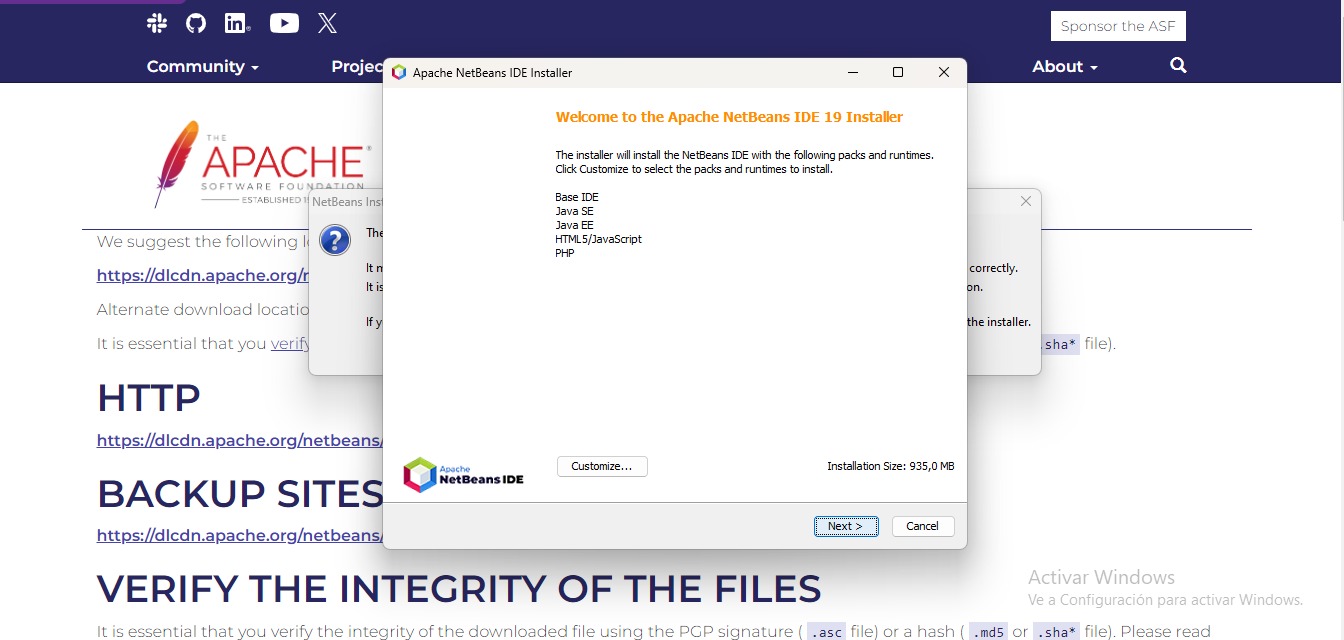 Sponsor the ASF
Community
Projec
About
Apache NetBeans IDE Installer
Welcome to the Apache NetBeans IDE 19 Installer
The installer will install the NetBeans IDE with the following packs and runtimes.
Click Customize to select the packs and runtimes to install.
Base IDE
Java SE
Java EE
HTML5/JavaScript
PHP
Apache
NetBeans IDE
Customize...
Installation Size: 935,0 MB
Next >
Cancel
THE
APACHE
SOFTWARE FOUNDATION
ESTABLISHED 1
NetBeans Inst
The
It m
correctly.
It is
on.
If y
the installer.
We suggest the following l
https://dlcdn.apache.org/
Alternate download locatio
It is essential that you verify
.sha* file).
HTTP
https://dlcdn.apache.org/netbeans/
BACKUP SITES
https://dlcdn.apache.org/netbeans/
VERIFY THE INTEGRITY OF THE FILES
It is essential that you verify the integrity of the downloaded file using the PGP signature ( .asc file) or a hash ( .md5 or .sha* file). Please read
Activar Windows
Ve a Configuración para activar Windows.